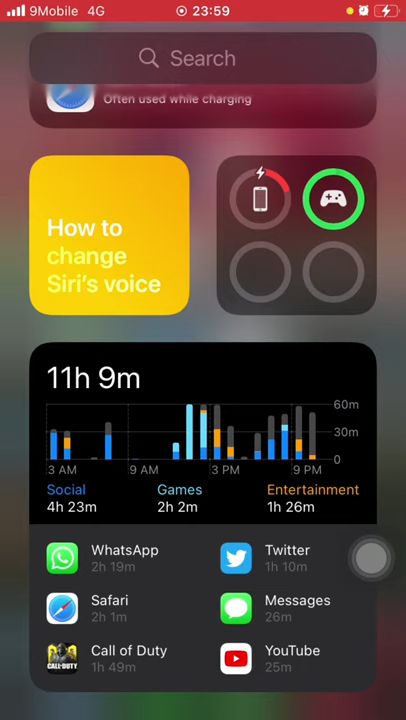 9Mobile 4G 23:59
Search
Often used while charging
How to
change
Siri's voice
11h 9m
60m
30m
0
3 AM 9 AM 3 PM 9 PM
Social Games Entertainment
4h 23m 2h 2m 1h 26m
WhatsApp Twitter
2h 19m 1h 10m
Safari Messages
2h 1m 26m
Call of Duty YouTube
1h 49m 25m
CALL·DUTY